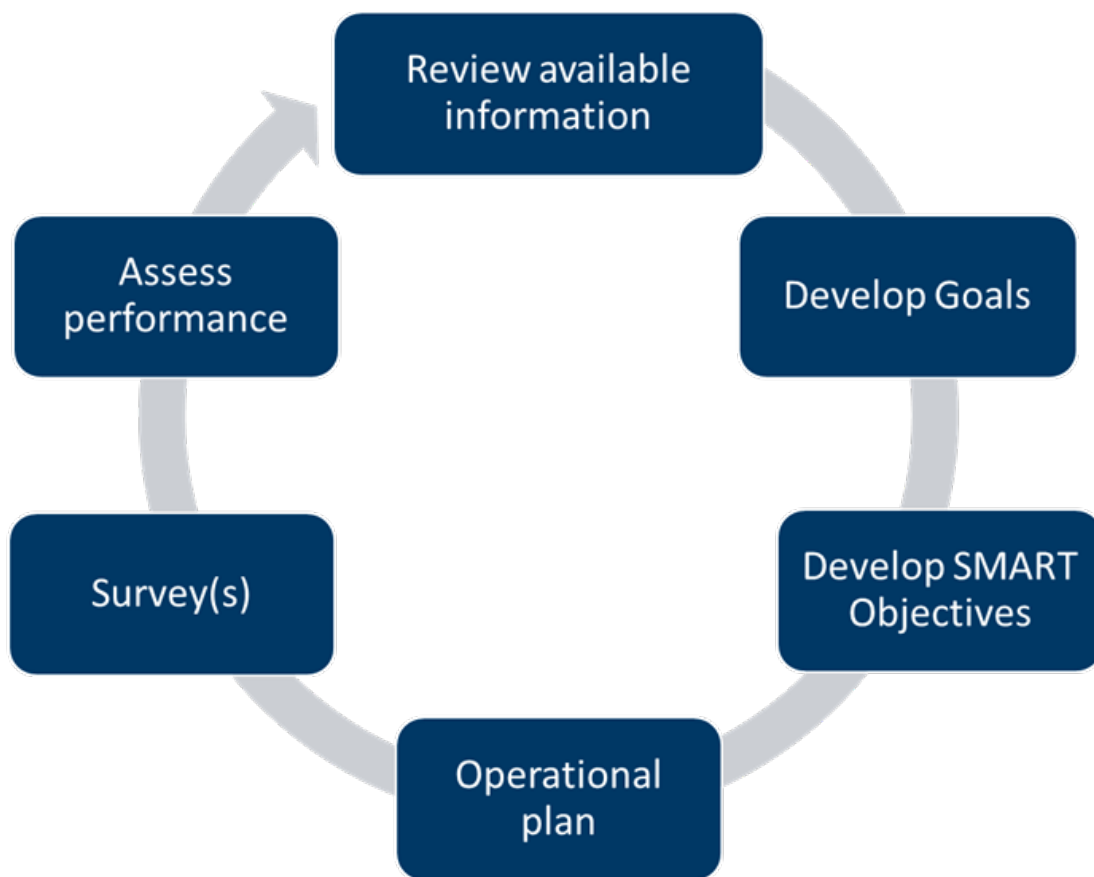 Review available
information
Develop Goals
Develop SMART
Objectives
Operational
plan
Survey(s)
Assess
performance